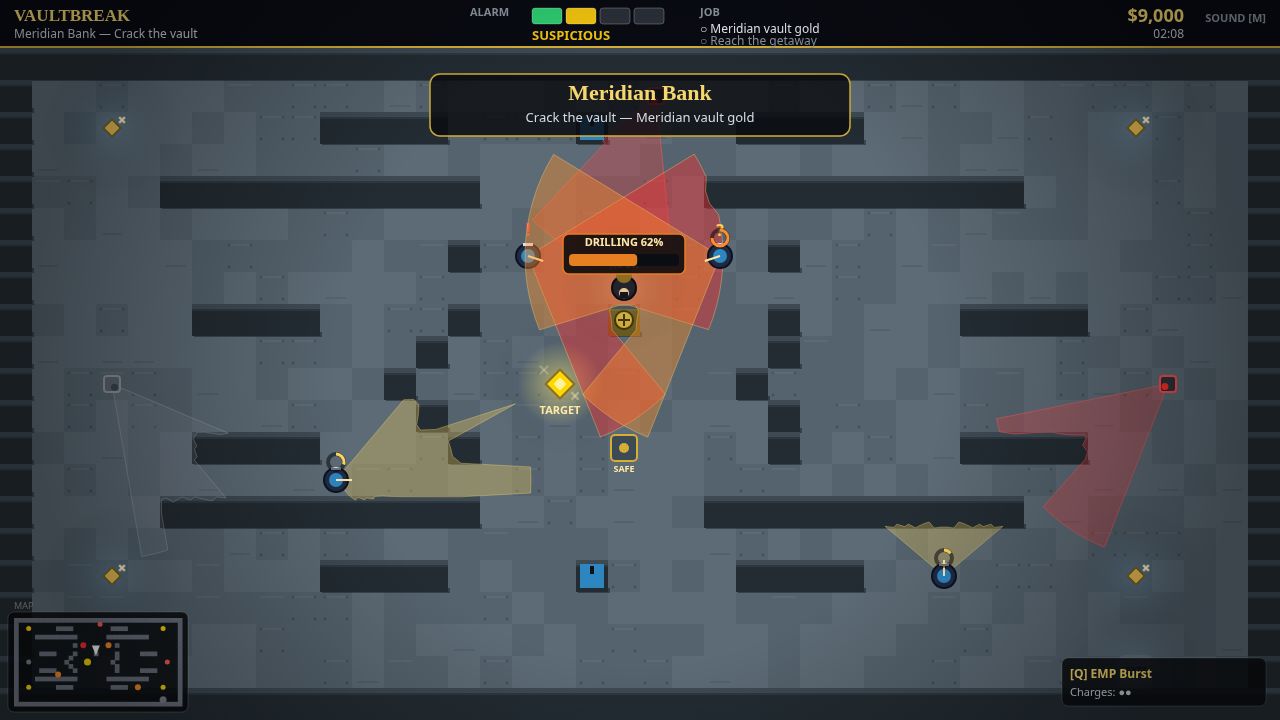 VAULTBREAK
Meridian Bank — Crack the vault
ALARM
SUSPICIOUS
JOB
○ Meridian vault gold
○ Reach the getaway
$9,000
02:08
SOUND [M]
Meridian Bank
Crack the vault — Meridian vault gold
DRILLING 62%
TARGET
SAFE
MAP
[Q] EMP Burst
Charges: ●●